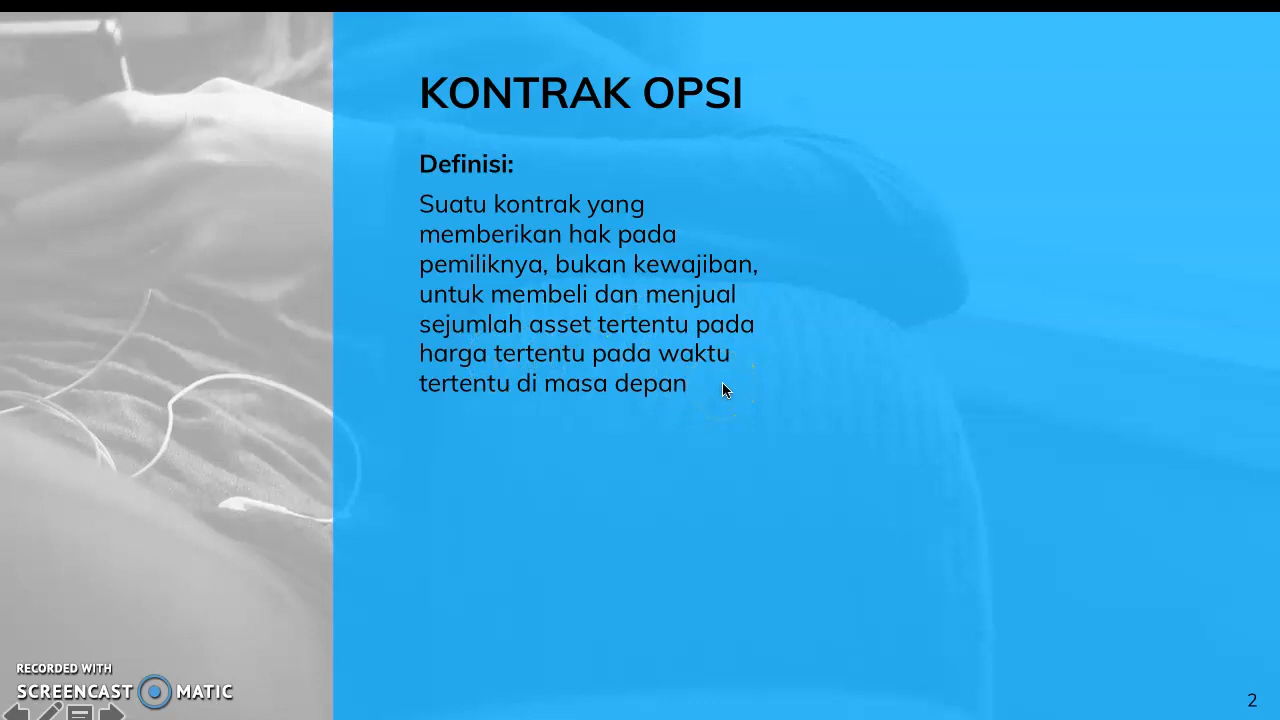 KONTRAK OPSI
Definisi:
Suatu kontrak yang
memberikan hak pada
pemiliknya, bukan kewajiban,
untuk membeli dan menjual
sejumlah asset tertentu pada
harga tertentu pada waktu
tertentu di masa depan
RECORDED WITH
SCREENCAST MATIC
2